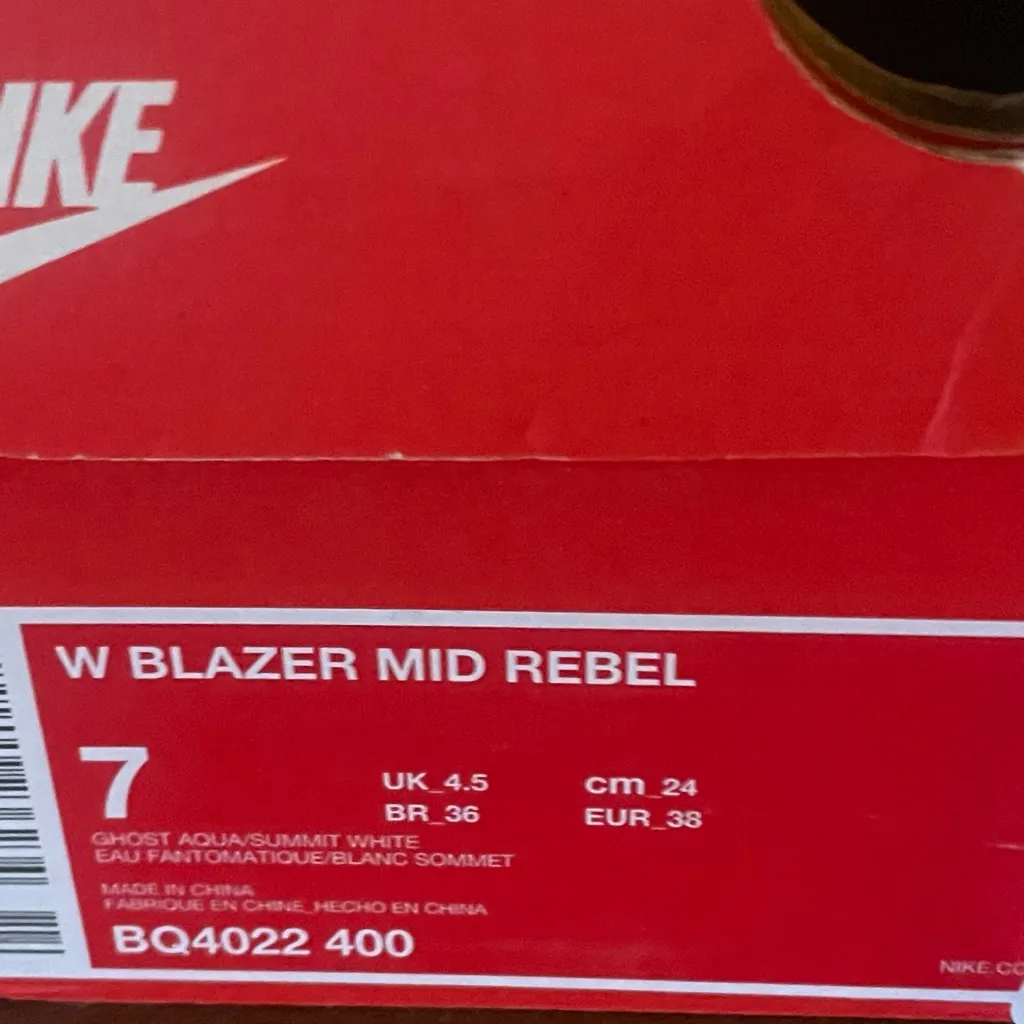 IKE
W BLAZER MID REBEL
7
UK_4.5 cm_24
BR_36 EUR_38
GHOST AQUA/SUMMIT WHITE
EAU FANTOMATIQUE/BLANC SOMMET
MADE IN CHINA
FABRIQUE EN CHINE_HECHO EN CHINA
BQ4022 400
NIKE.CO